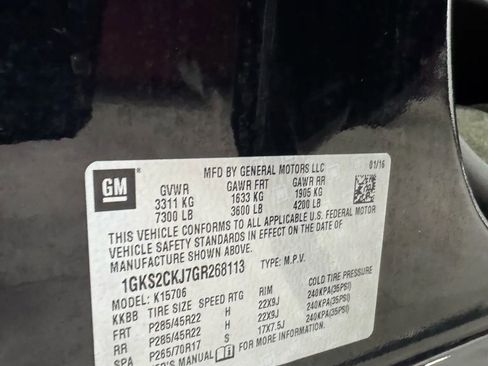 MFD BY GENERAL MOTORS LLC 01/16
GM
GVWR GAWR FRT GAWR RR
3311 KG 1633 KG 1905 KG
7300 LB 3600 LB 4200 LB
THIS VEHICLE CONFORMS TO ALL APPLICABLE U.S. FEDERAL MOTOR
VEHICLE SAFETY STANDARDS IN EFFECT ON THE DATE OF
MANUFACTURE SHOWN ABOVE.
1GKS2CKJ7GR268113 TYPE: M.P.V.
MODEL: K15706
KKBB TIRE SIZE SPEED RTG RIM COLD TIRE PRESSURE
FRT P285/45R22 H 22X9J 240KPA(35PSI)
RR P285/45R22 H 22X9J 240KPA(35PSI)
SPA P265/70R17 S 17X7.5J 240KPA(35PSI)
MANUAL FOR MORE INFORMATION.